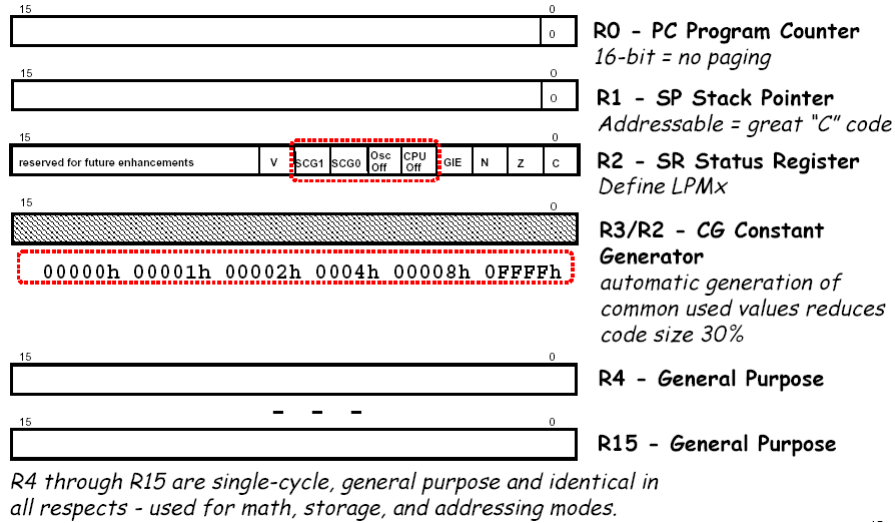 15 0
0
R0 - PC Program Counter
16-bit = no paging
15 0
0
R1 - SP Stack Pointer
Addressable = great "C" code
15 0
reserved for future enhancements V SCG1 SCG0 Osc Off CPU Off GIE N Z C
R2 - SR Status Register
Define LPMx
15 0
R3/R2 - CG Constant
Generator
automatic generation of
common used values reduces
code size 30%
00000h 00001h 00002h 0004h 00008h 0FFFFh
15 0
R4 - General Purpose
- - -
15 0
R15 - General Purpose
R4 through R15 are single-cycle, general purpose and identical in
all respects - used for math, storage, and addressing modes.